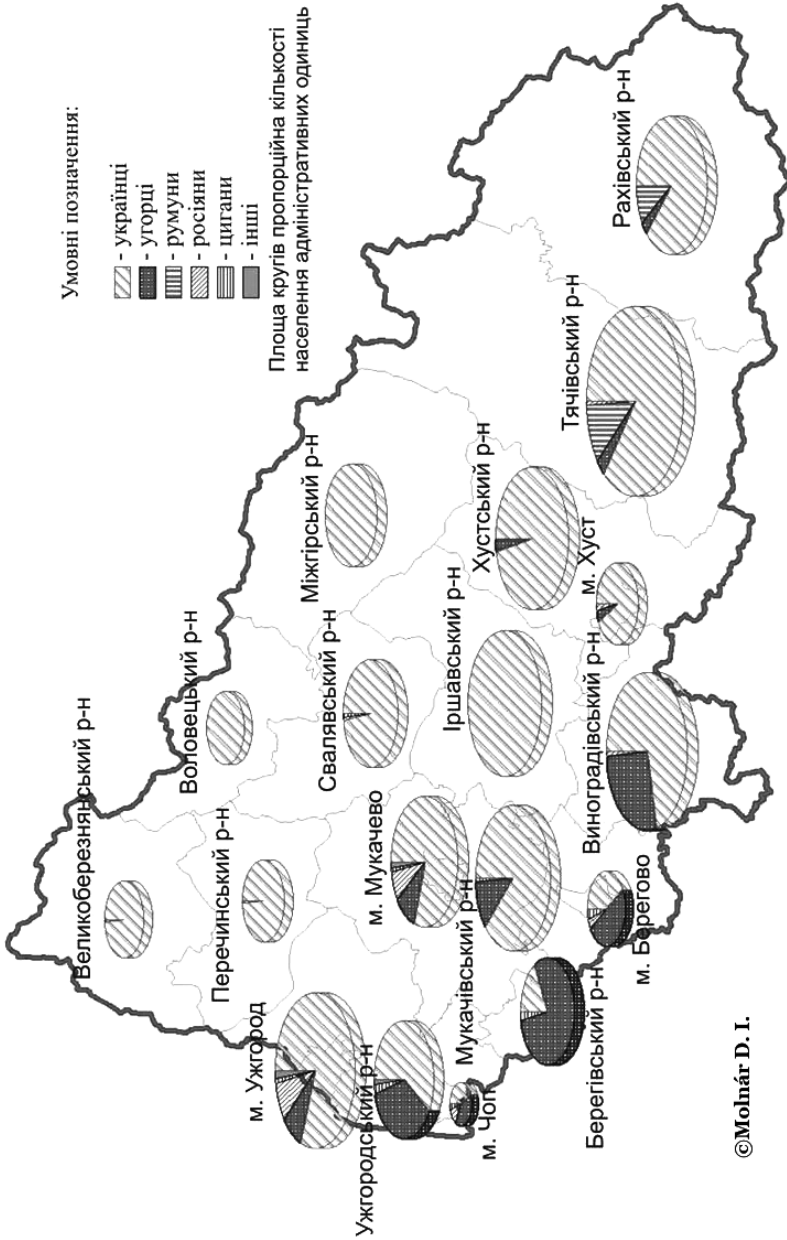 Умовні позначення:
- українці
- угорці
- румуни
- росіяни
- цигани
- інші
Площа кругів пропорційна кількості
населення адміністративних одиниць
Великоберезнянський р-н
Воловецький р-н
Перечинський р-н
Міжгірський р-н
Свалявський р-н
м. Ужгород
м. Мукачево
Ужгородський р-н
Іршавський р-н
Хустський р-н
Тячівський р-н
Рахівський р-н
Мукачівський р-н
м. Чоп
м. Хуст
Виноградівський р-н
Берегівський р-н
м. Берегово
©Molnár D. I.